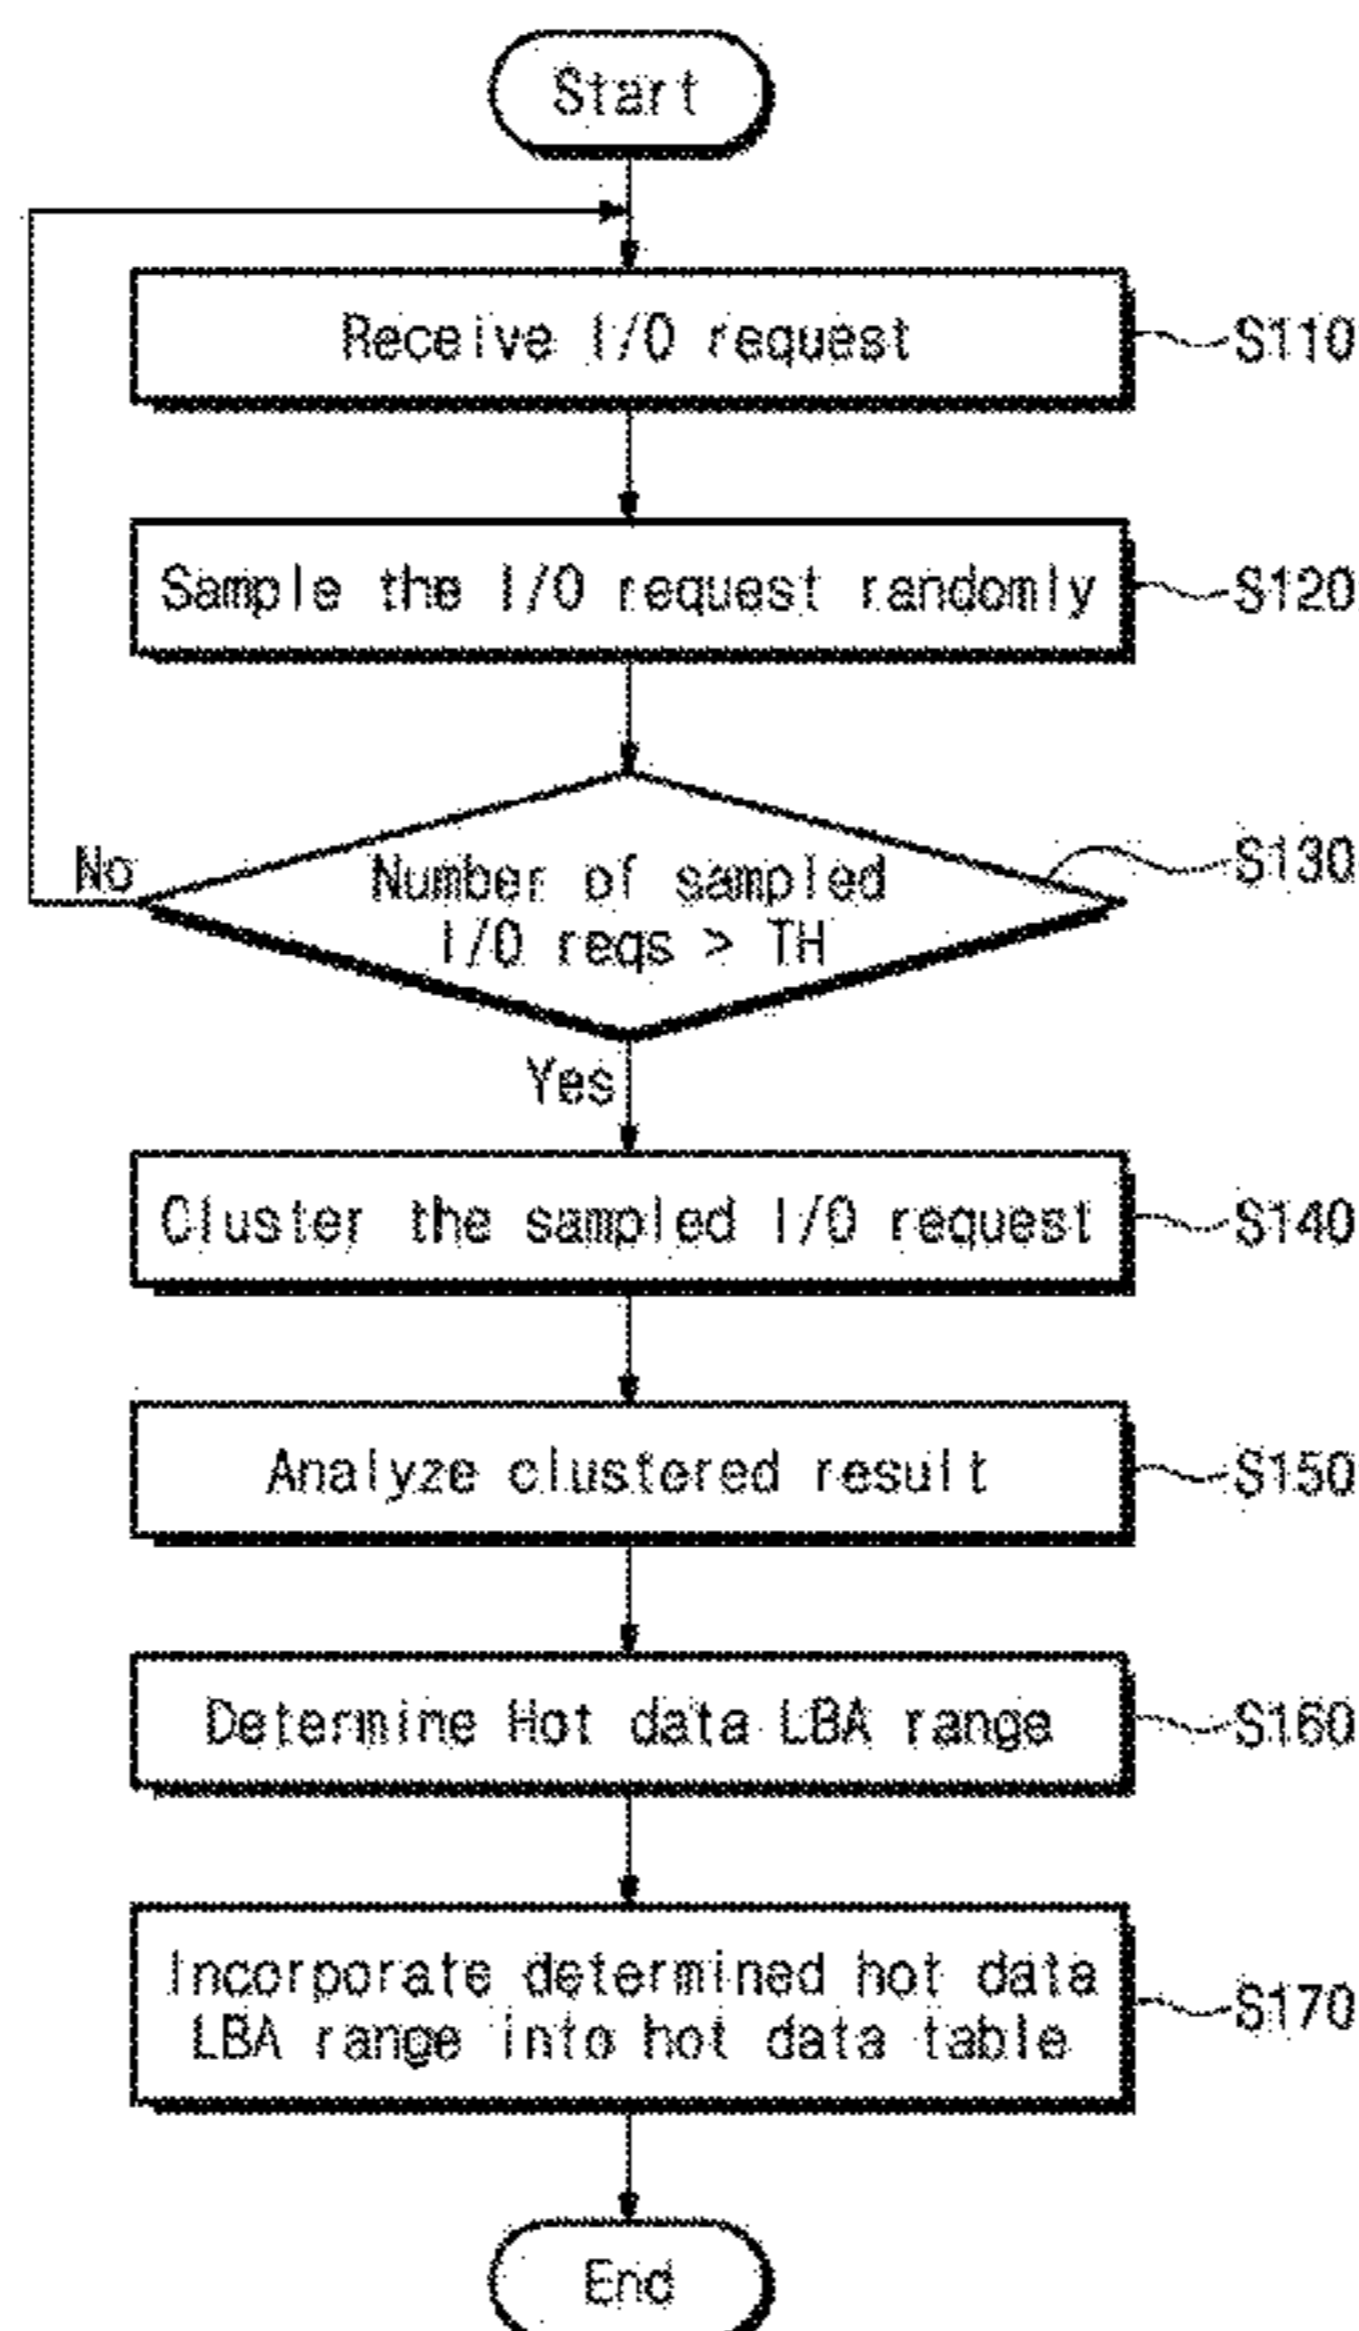 Start
Receive I/O request
S110
Sample the I/O request randomly
S120
Number of sampled
I/O reqs > TH
S130
No
Yes
Cluster the sampled I/O request
S140
Analyze clustered result
S150
Determine Hot data LBA range
S160
Incorporate determined hot data
LBA range into hot data table
S170
End